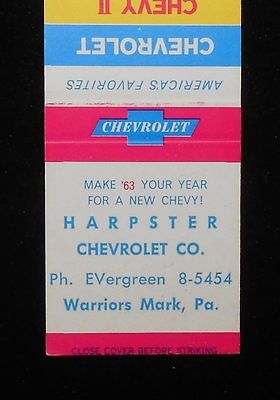 CHEVY II
CHEVROLET
AMERICA'S FAVORITES
CHEVROLET
MAKE '63 YOUR YEAR
FOR A NEW CHEVY!
HARPSTER
CHEVROLET CO.
Ph. EVergreen 8-5454
Warriors Mark, Pa.
CLOSE COVER BEFORE STRIKING